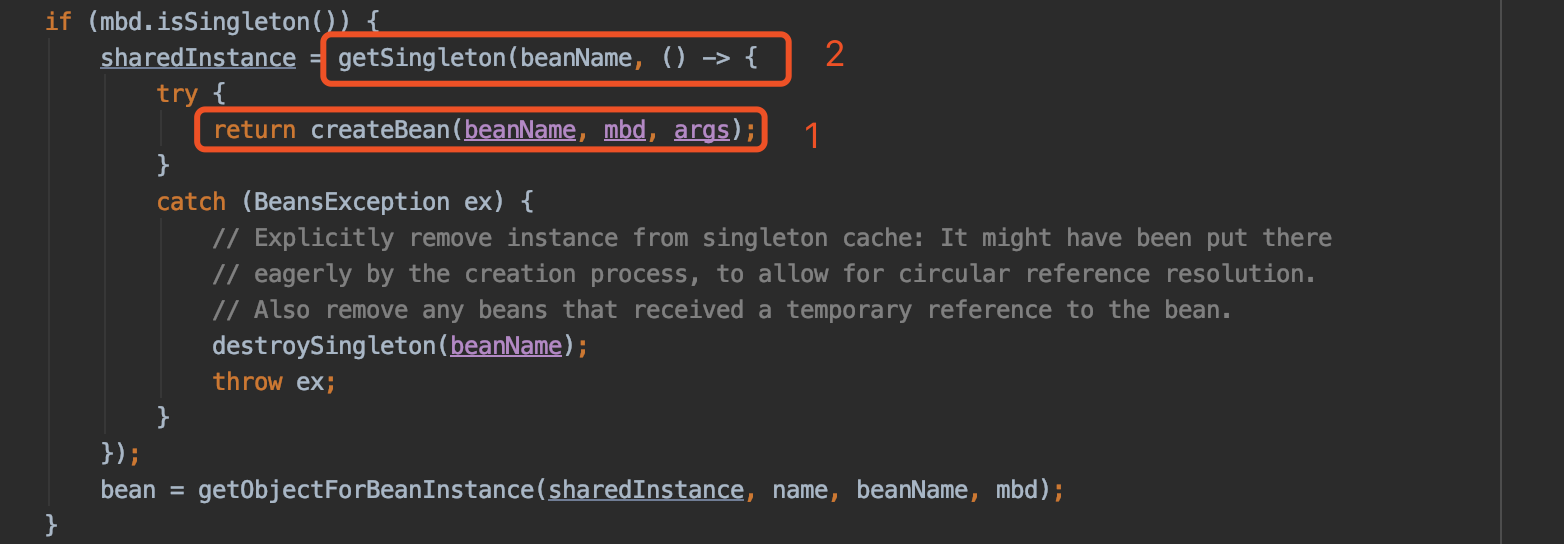 if (mbd.isSingleton()) {
sharedInstance = getSingleton(beanName, () -> { 2
try {
return createBean(beanName, mbd, args); 1
}
catch (BeansException ex) {
// Explicitly remove instance from singleton cache: It might have been put there
// eagerly by the creation process, to allow for circular reference resolution.
// Also remove any beans that received a temporary reference to the bean.
destroySingleton(beanName);
throw ex;
}
});
bean = getObjectForBeanInstance(sharedInstance, name, beanName, mbd);
}